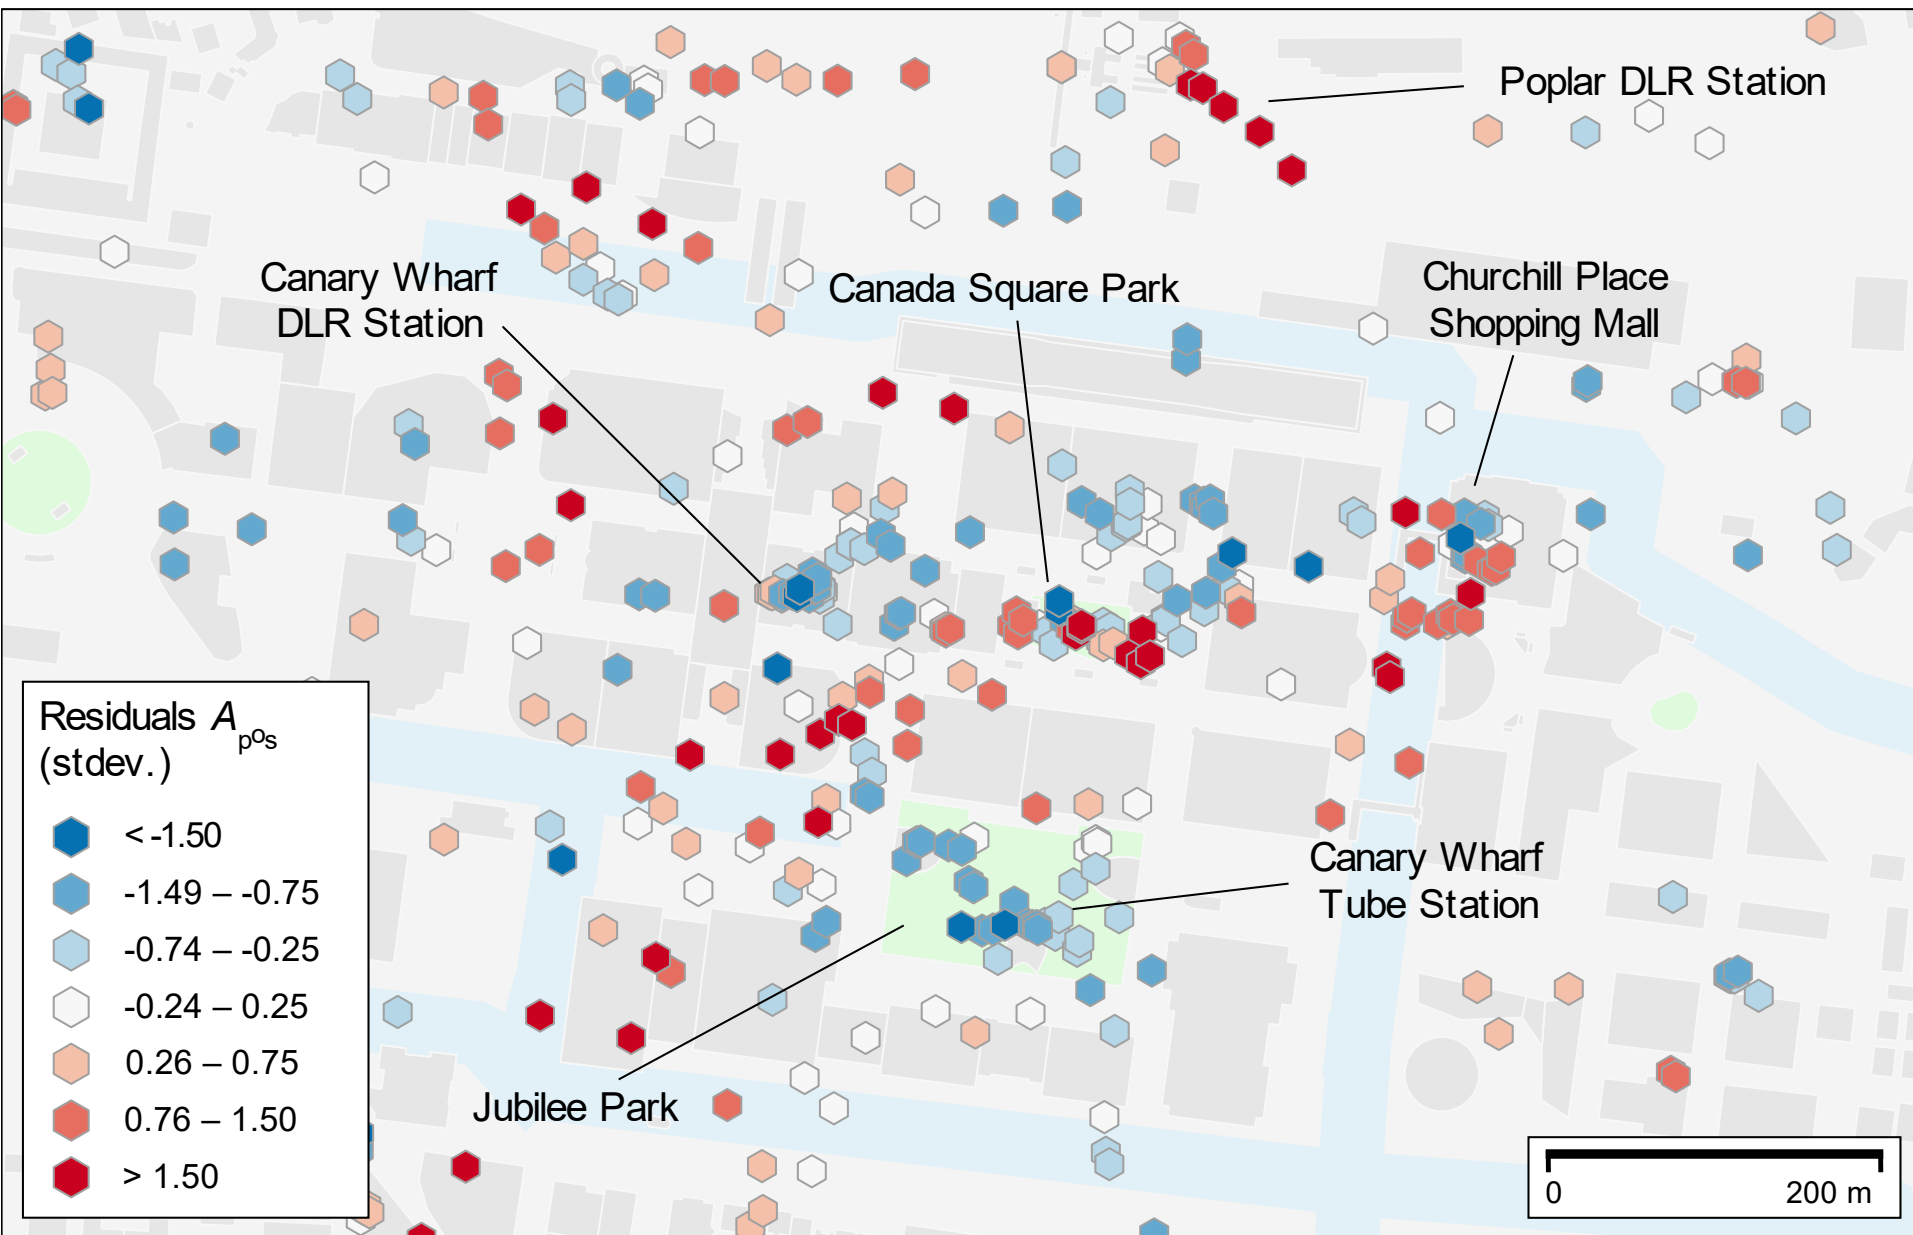 Poplar DLR Station
Canary Wharf
DLR Station
Canada Square Park
Churchill Place
Shopping Mall
Residuals Apos
(stdev.)
< -1.50
-1.49 – -0.75
-0.74 – -0.25
-0.24 – 0.25
0.26 – 0.75
0.76 – 1.50
> 1.50
Canary Wharf
Tube Station
Jubilee Park
0 200 m